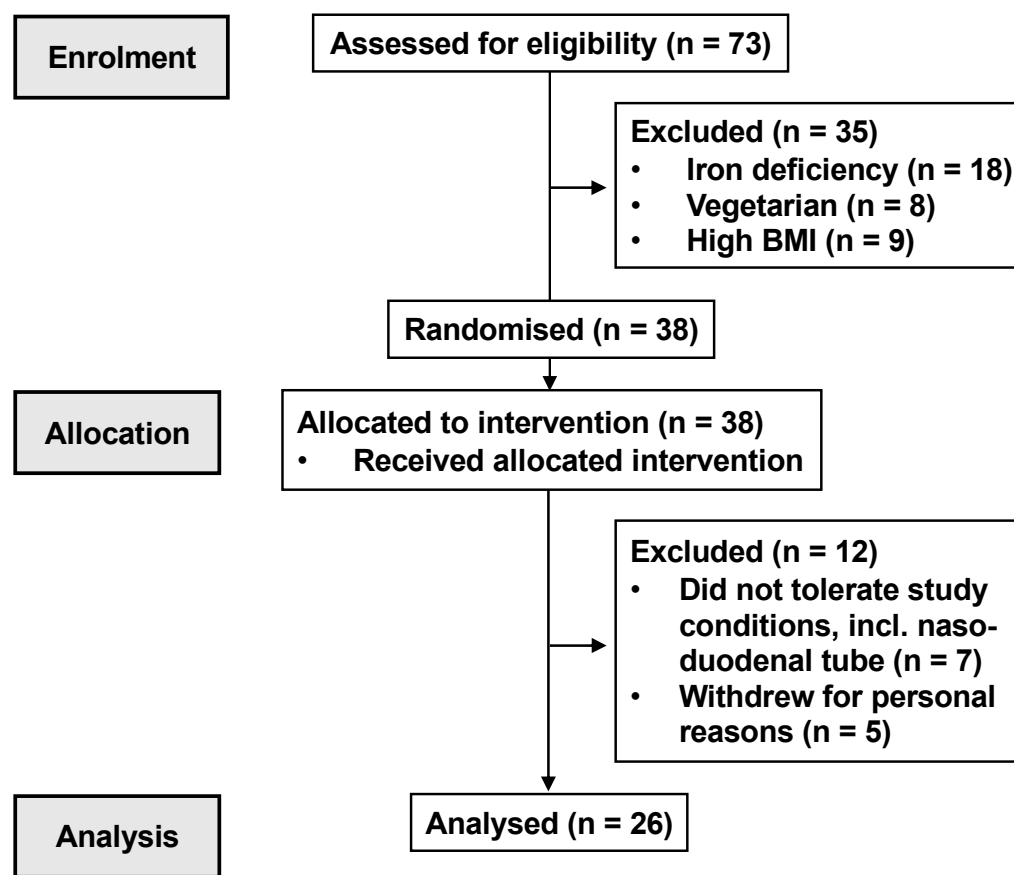 Enrolment
Assessed for eligibility (n = 73)
Excluded (n = 35)
• Iron deficiency (n = 18)
• Vegetarian (n = 8)
• High BMI (n = 9)
Randomised (n = 38)
Allocation
Allocated to intervention (n = 38)
• Received allocated intervention
Excluded (n = 12)
• Did not tolerate study
conditions, incl. naso-
duodenal tube (n = 7)
• Withdrew for personal
reasons (n = 5)
Analysis
Analysed (n = 26)